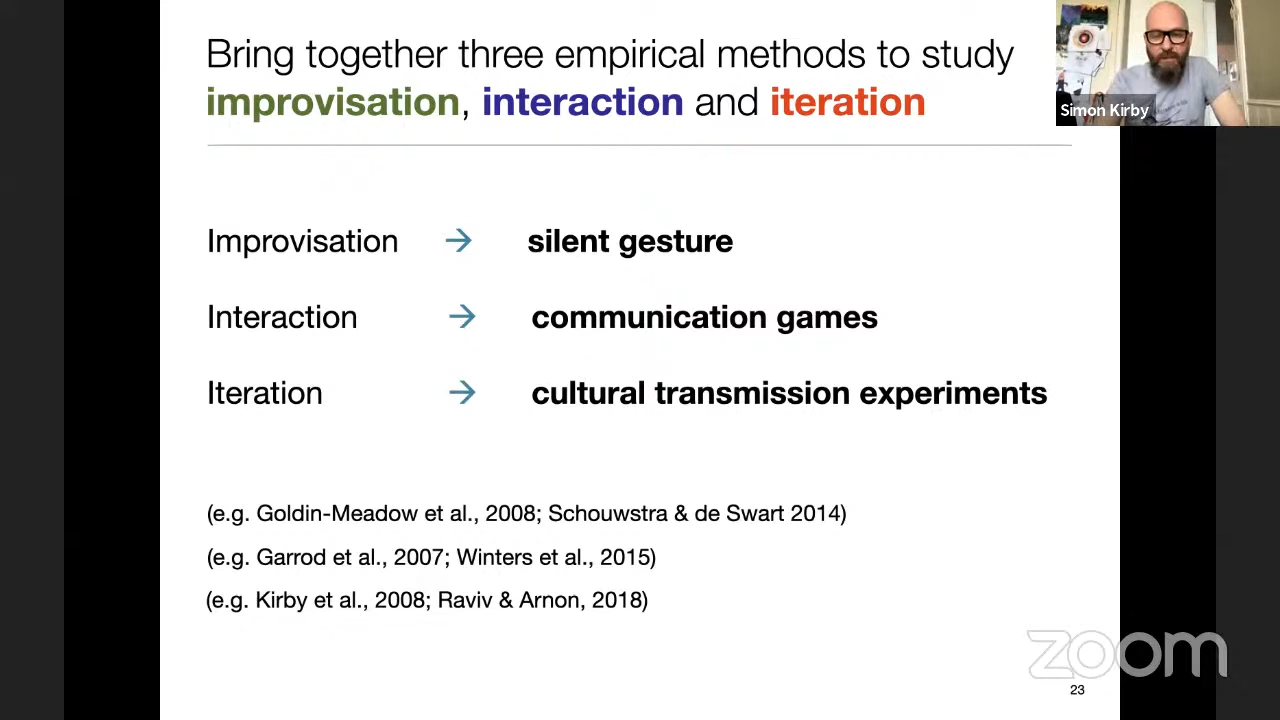 Bring together three empirical methods to study
improvisation, interaction and iteration
Simon Kirby
Improvisation → silent gesture
Interaction → communication games
Iteration → cultural transmission experiments
(e.g. Goldin-Meadow et al., 2008; Schouwstra & de Swart 2014)
(e.g. Garrod et al., 2007; Winters et al., 2015)
(e.g. Kirby et al., 2008; Raviv & Arnon, 2018)
zoom
23